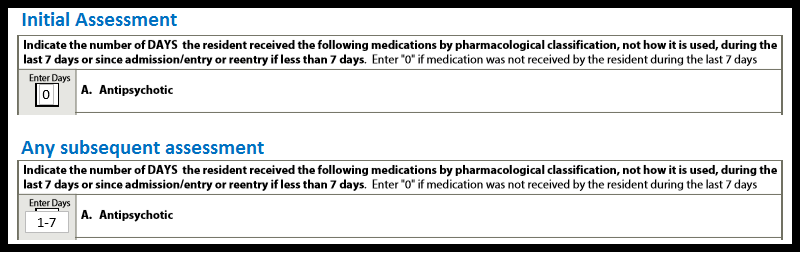 Initial Assessment
Indicate the number of DAYS the resident received the following medications by pharmacological classification, not how it is used, during the
last 7 days or since admission/entry or reentry if less than 7 days. Enter "0" if medication was not received by the resident during the last 7 days
Enter Days
0
A. Antipsychotic
Any subsequent assessment
Indicate the number of DAYS the resident received the following medications by pharmacological classification, not how it is used, during the
last 7 days or since admission/entry or reentry if less than 7 days. Enter "0" if medication was not received by the resident during the last 7 days
Enter Days
1-7
A. Antipsychotic